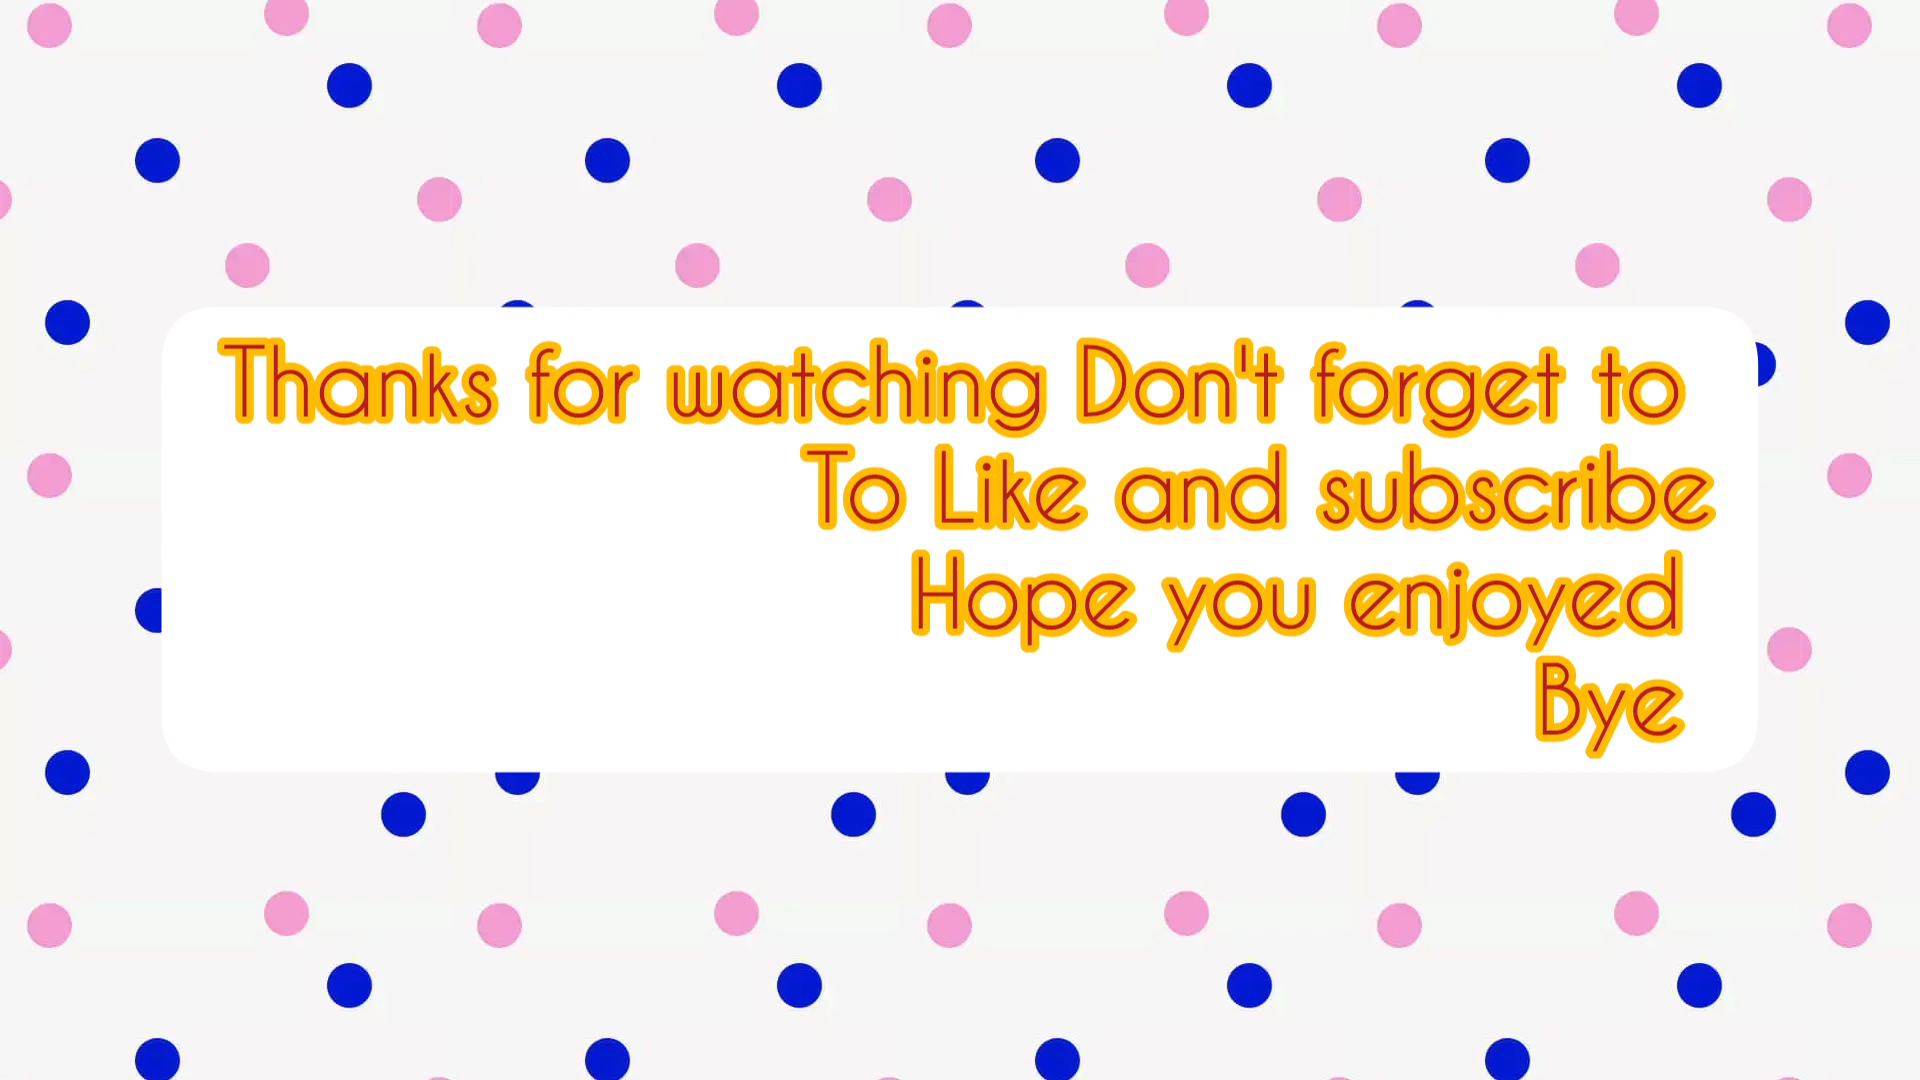 Thanks for watching Don't forget to
To Like and subscribe
Hope you enjoyed
Bye